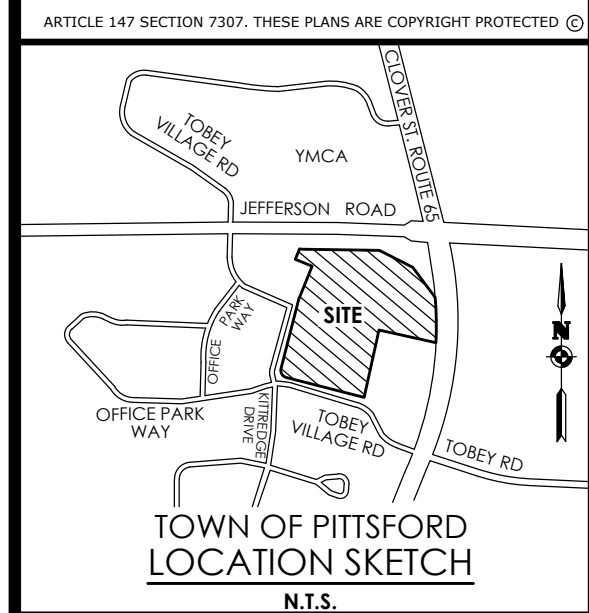 ARTICLE 147 SECTION 7307. THESE PLANS ARE COPYRIGHT PROTECTED ©
CLOVER ST. ROUTE 65
TOBEY
VILLAGE RD
YMCA
JEFFERSON ROAD
SITE
N
OFFICE PARK
WAY
OFFICE PARK
WAY
KITTREDGE
DRIVE
TOBEY
VILLAGE RD
TOBEY RD
TOWN OF PITTSFORD
LOCATION SKETCH
N.T.S.